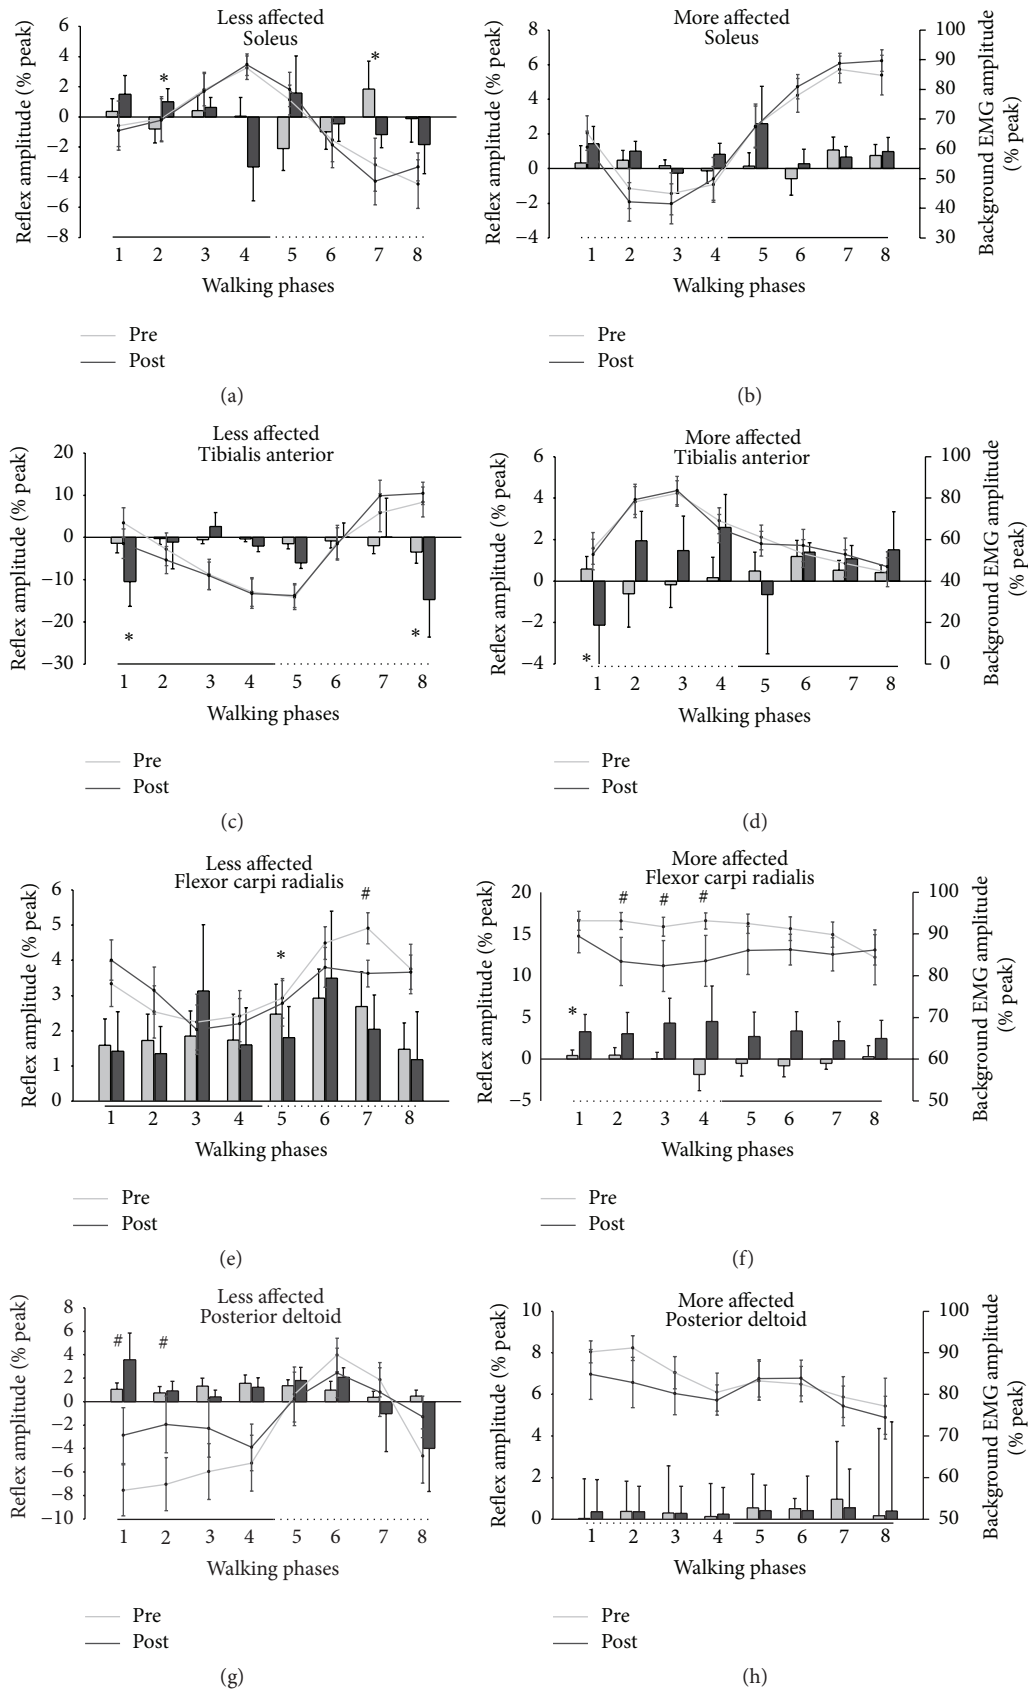 Less affected
Soleus
Reflex amplitude (% peak)
6
4
2
0
−2
−4
−6
−8
*
*
1 2 3 4 5 6 7 8
Walking phases
Pre
Post
(a)
More affected
Soleus
Reflex amplitude (% peak)
8
6
4
2
0
−2
−4
100
90
80
70
60
50
40
30
Background EMG amplitude
(% peak)
1 2 3 4 5 6 7 8
Walking phases
Pre
Post
(b)
Less affected
Tibialis anterior
Reflex amplitude (% peak)
20
10
0
−10
−20
−30
*
*
1 2 3 4 5 6 7 8
Walking phases
Pre
Post
(c)
More affected
Tibialis anterior
Reflex amplitude (% peak)
6
4
2
0
−2
−4
*
100
80
60
40
20
0
Background EMG amplitude
(% peak)
1 2 3 4 5 6 7 8
Walking phases
Pre
Post
(d)
Less affected
Flexor carpi radialis
Reflex amplitude (% peak)
6
5
4
3
2
1
0
*
#
1 2 3 4 5 6 7 8
Walking phases
Pre
Post
(e)
More affected
Flexor carpi radialis
Reflex amplitude (% peak)
20
15
10
5
0
−5
# # #
*
100
90
80
70
60
50
Background EMG amplitude
(% peak)
1 2 3 4 5 6 7 8
Walking phases
Pre
Post
(f)
Less affected
Posterior deltoid
Reflex amplitude (% peak)
8
6
4
2
0
−2
−4
−6
−8
−10
# #
1 2 3 4 5 6 7 8
Walking phases
Pre
Post
(g)
More affected
Posterior deltoid
Reflex amplitude (% peak)
10
8
6
4
2
0
100
90
80
70
60
50
Background EMG amplitude
(% peak)
1 2 3 4 5 6 7 8
Walking phases
Pre
Post
(h)